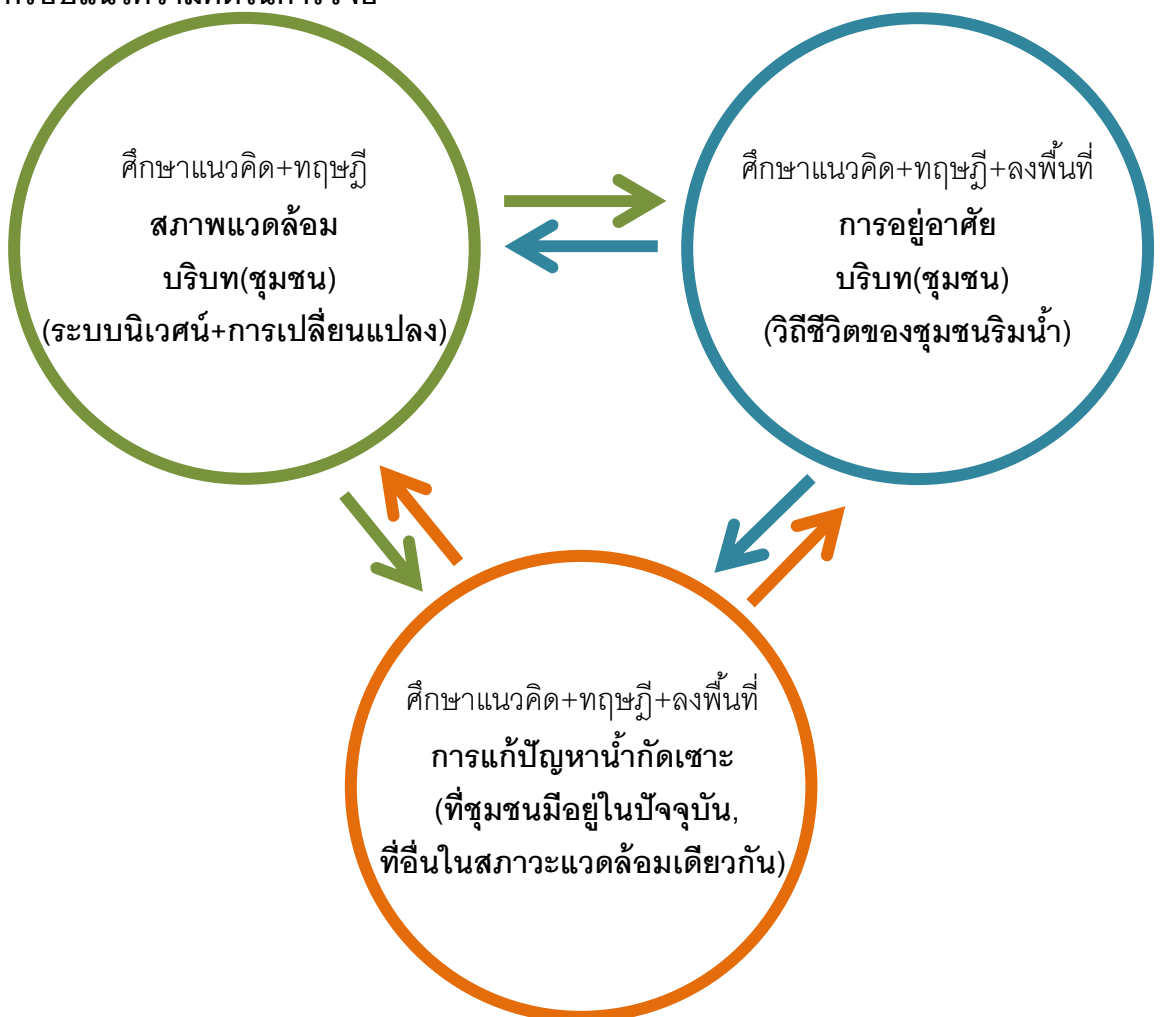 ศึกษาแนวคิด+ทฤษฎี
สภาพแวดล้อม
บริบท(ชุมชน)
(ระบบนิเวศน์+การเปลี่ยนแปลง)
ศึกษาแนวคิด+ทฤษฎี+ลงพื้นที่
การอยู่อาศัย
บริบท(ชุมชน)
(วิถีชีวิตของชุมชนริมน้ำ)
ศึกษาแนวคิด+ทฤษฎี+ลงพื้นที่
การแก้ปัญหาน้ำกัดเซาะ
(ที่ชุมชนมีอยู่ในปัจจุบัน,
ที่อื่นในสภาวะแวดล้อมเดียวกัน)